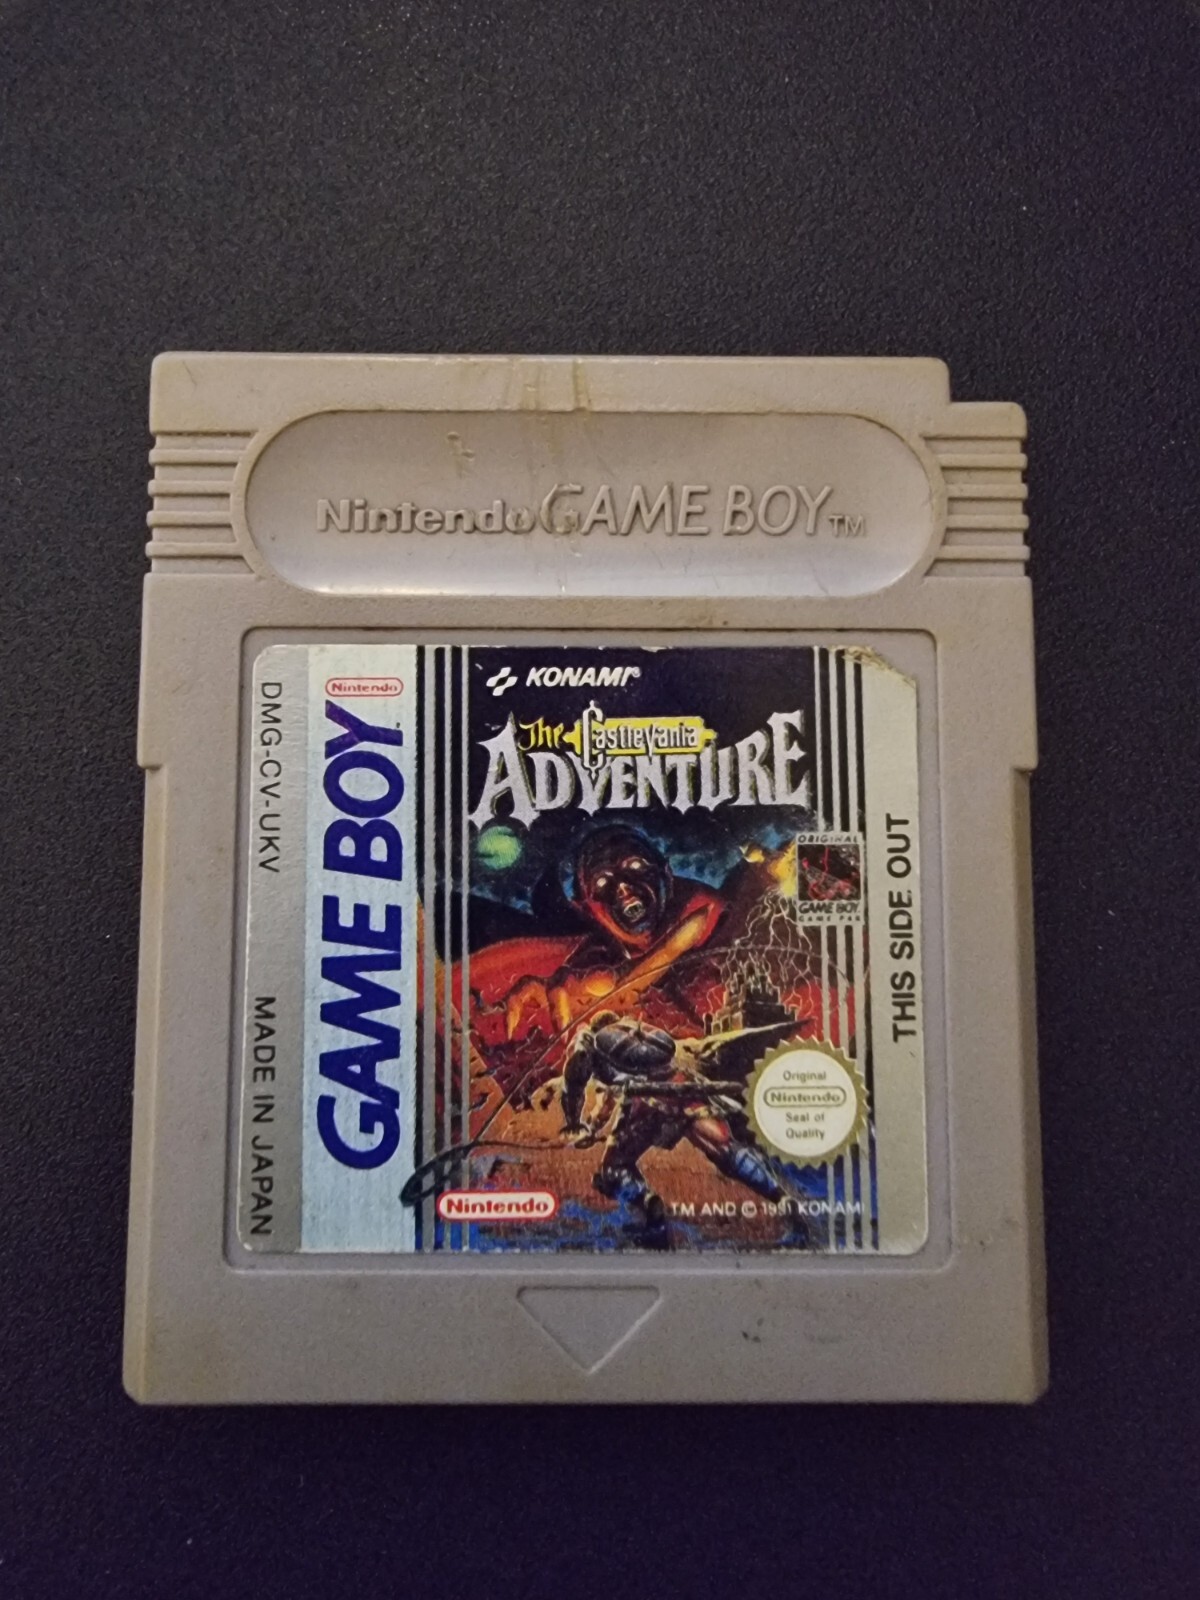 Nintendo GAME BOY TM
DMG-CV-UKV
MADE IN JAPAN
Nintendo
GAME BOY
TM
KONAMI®
The Castlevania
ADVENTURE
ORIGINAL
GAME BOY
GAME PAK
THIS SIDE OUT
Original
Nintendo
Seal of
Quality
Nintendo
TM AND © 1991 KONAMI